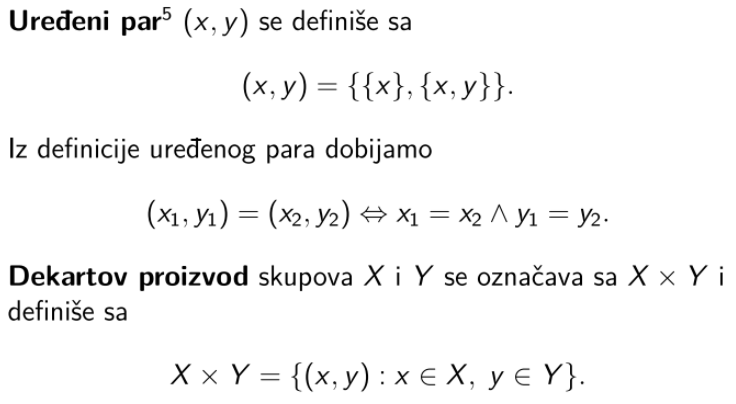 Uređeni par⁵ (x, y) se definiše sa
(x, y) = {{x}, {x, y}}.
Iz definicije uređenog para dobijamo
(x₁, y₁) = (x₂, y₂) ⇔ x₁ = x₂ ∧ y₁ = y₂.
Dekartov proizvod skupova X i Y se označava sa X × Y i
definiše sa
X × Y = {(x, y) : x ∈ X, y ∈ Y}.